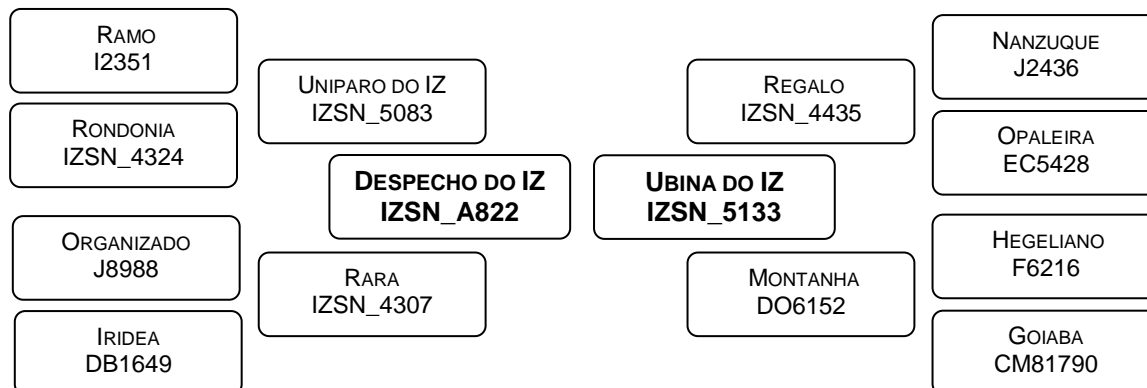 RAMO
I2351
RONDONIA
IZSN_4324
ORGANIZADO
J8988
IRIDEA
DB1649
UNIPARO DO IZ
IZSN_5083
RARA
IZSN_4307
DESPECHO DO IZ
IZSN_A822
UBINA DO IZ
IZSN_5133
REGALO
IZSN_4435
MONTANHA
DO6152
NANZUQUE
J2436
OPALEIRA
EC5428
HEGELIANO
F6216
GOIABA
CM81790